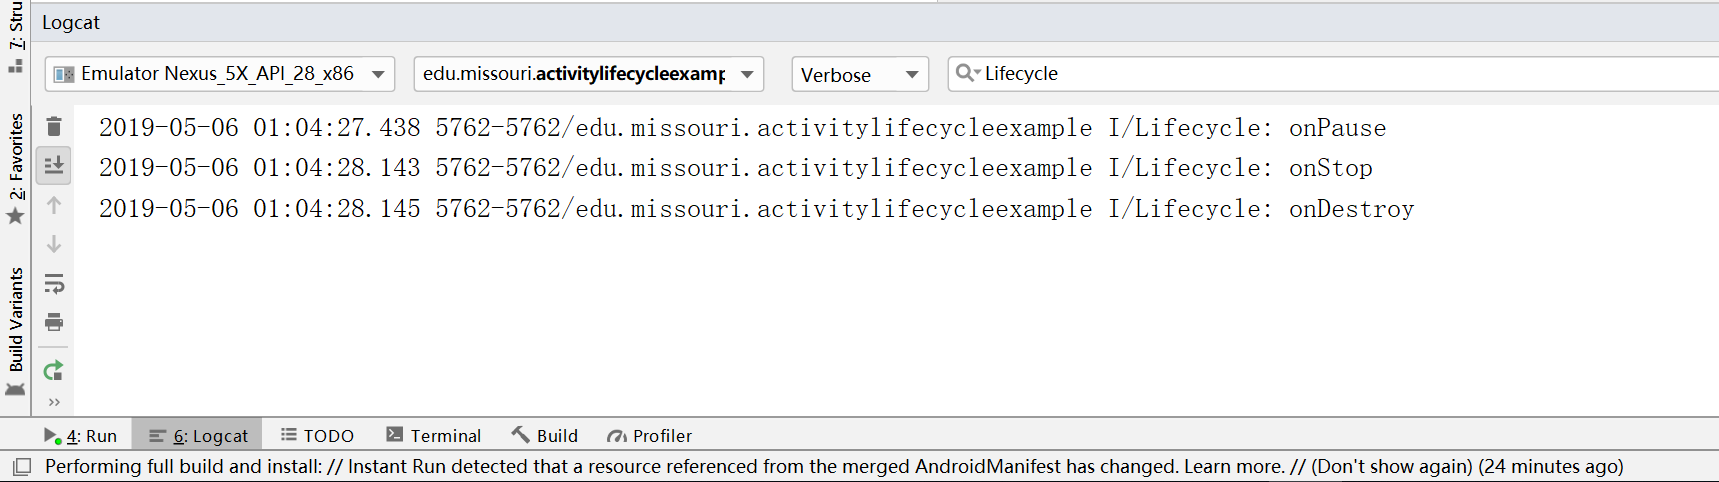 Logcat
Emulator Nexus_5X_API_28_x86 edu.missouri.activitylifecycleexamp Verbose Lifecycle
2019-05-06 01:04:27.438 5762-5762/edu.missouri.activitylifecycleexample I/Lifecycle: onPause
2019-05-06 01:04:28.143 5762-5762/edu.missouri.activitylifecycleexample I/Lifecycle: onStop
2019-05-06 01:04:28.145 5762-5762/edu.missouri.activitylifecycleexample I/Lifecycle: onDestroy
7: Stru
2: Favorites
Build Variants
4: Run 6: Logcat TODO Terminal Build Profiler
Performing full build and install: // Instant Run detected that a resource referenced from the merged AndroidManifest has changed. Learn more. // (Don't show again) (24 minutes ago)